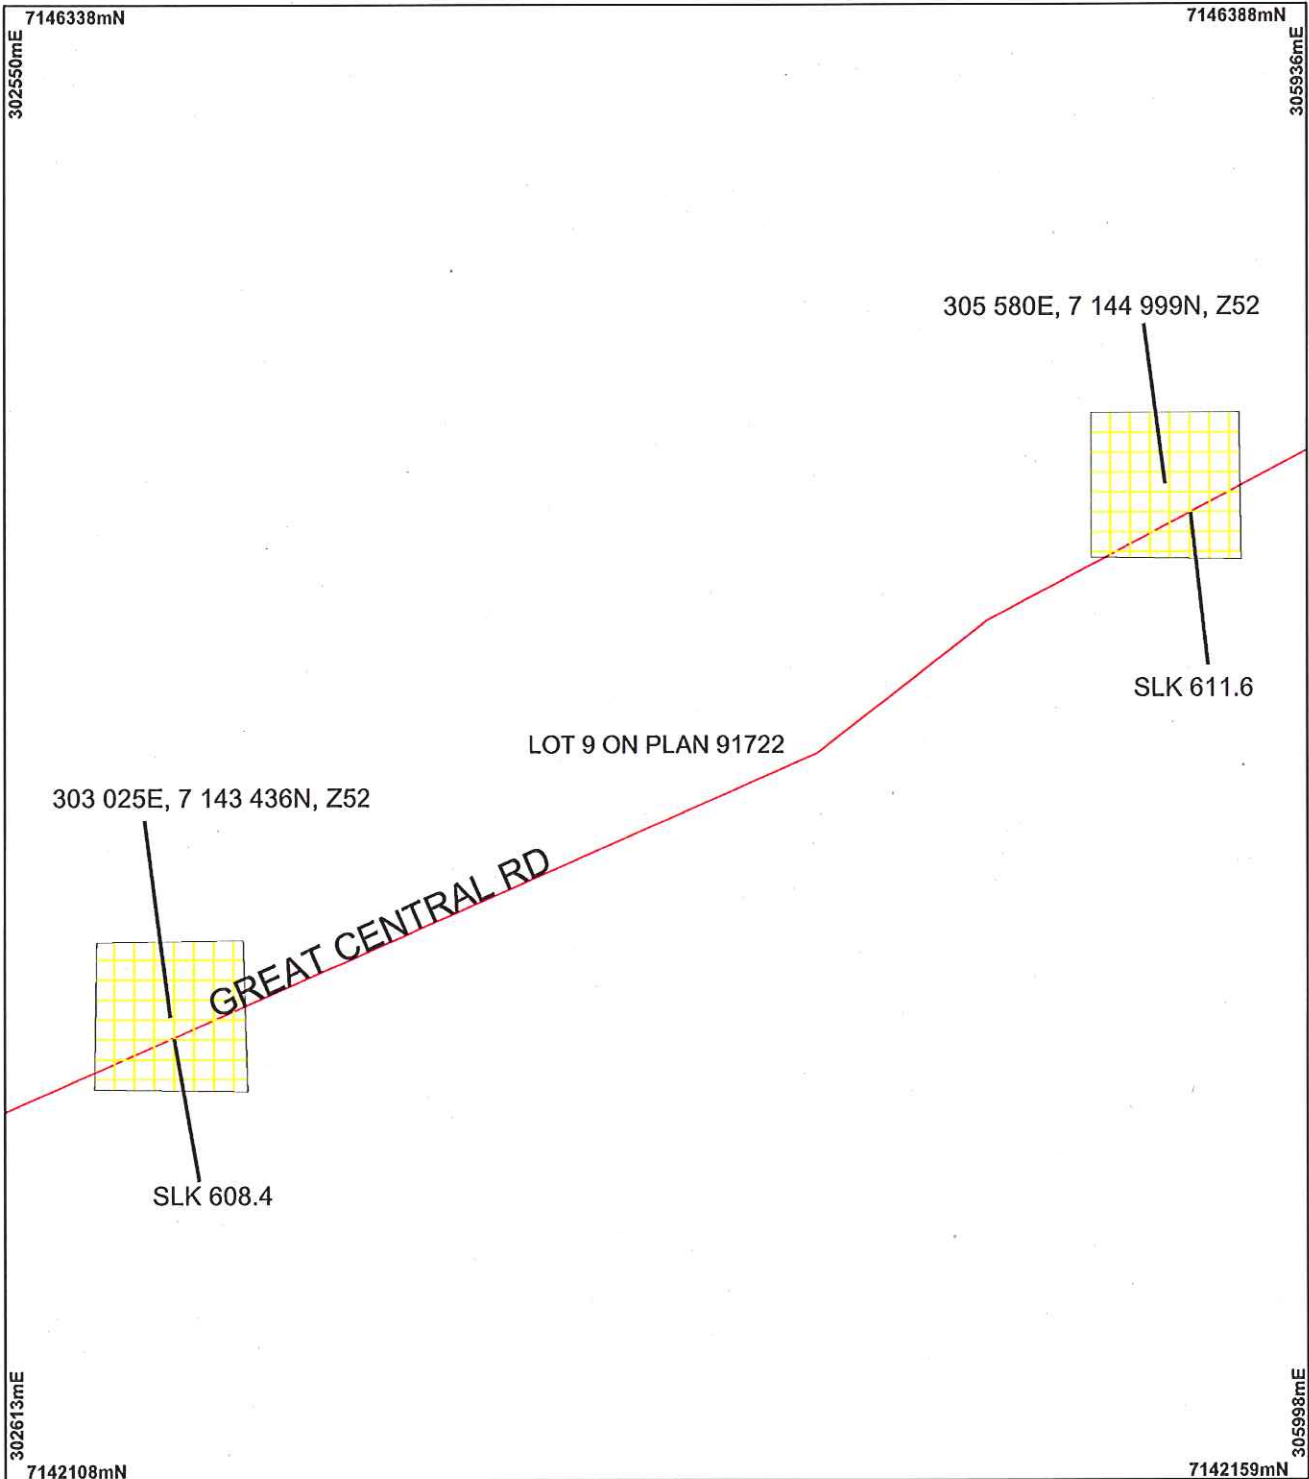 7146338mN
7146388mN
302550mE
305936mE
305 580E, 7 144 999N, Z52
SLK 611.6
LOT 9 ON PLAN 91722
303 025E, 7 143 436N, Z52
GREAT CENTRAL RD
SLK 608.4
302613mE
305998mE
7142108mN
7142159mN